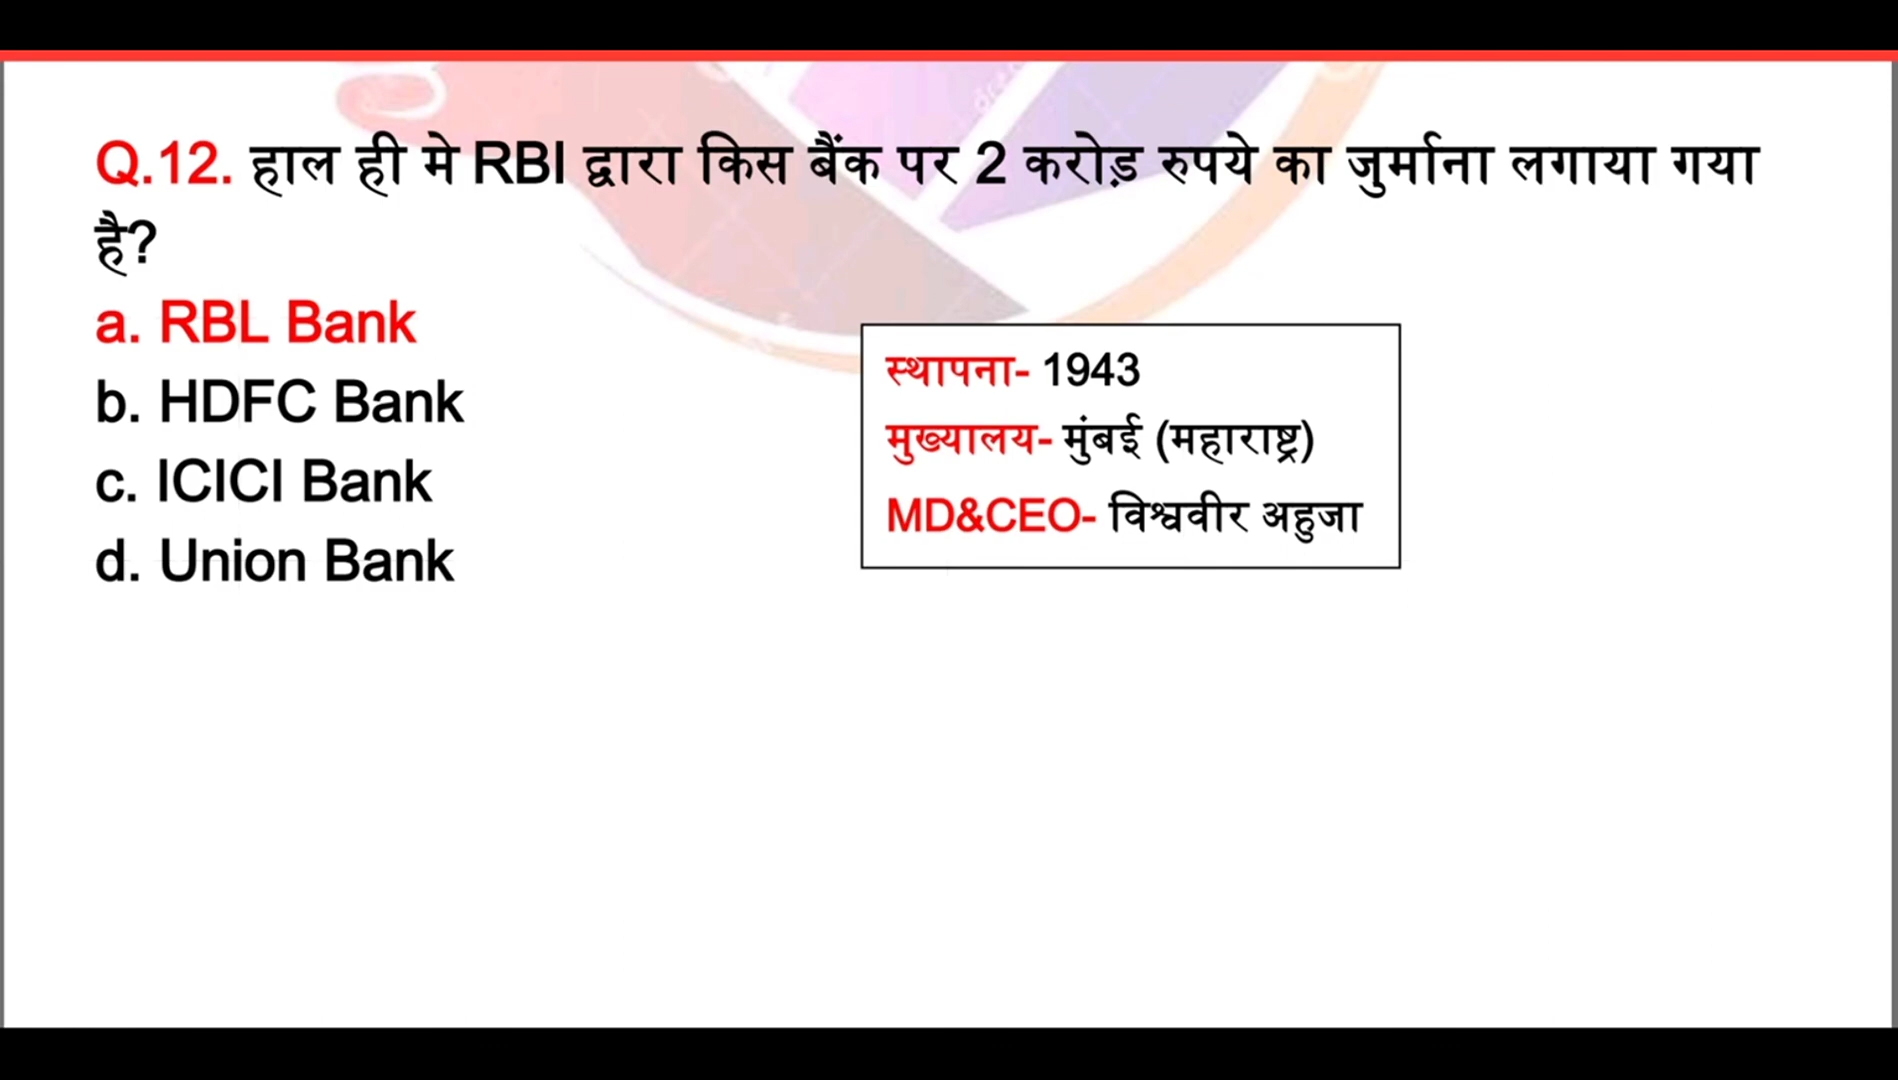 Q.12. हाल ही मे RBI द्वारा किस बैंक पर 2 करोड़ रुपये का जुर्माना लगाया गया
है?
a. RBL Bank
b. HDFC Bank
c. ICICI Bank
d. Union Bank
स्थापना- 1943
मुख्यालय- मुंबई (महाराष्ट्र)
MD&CEO- विश्ववीर अहुजा